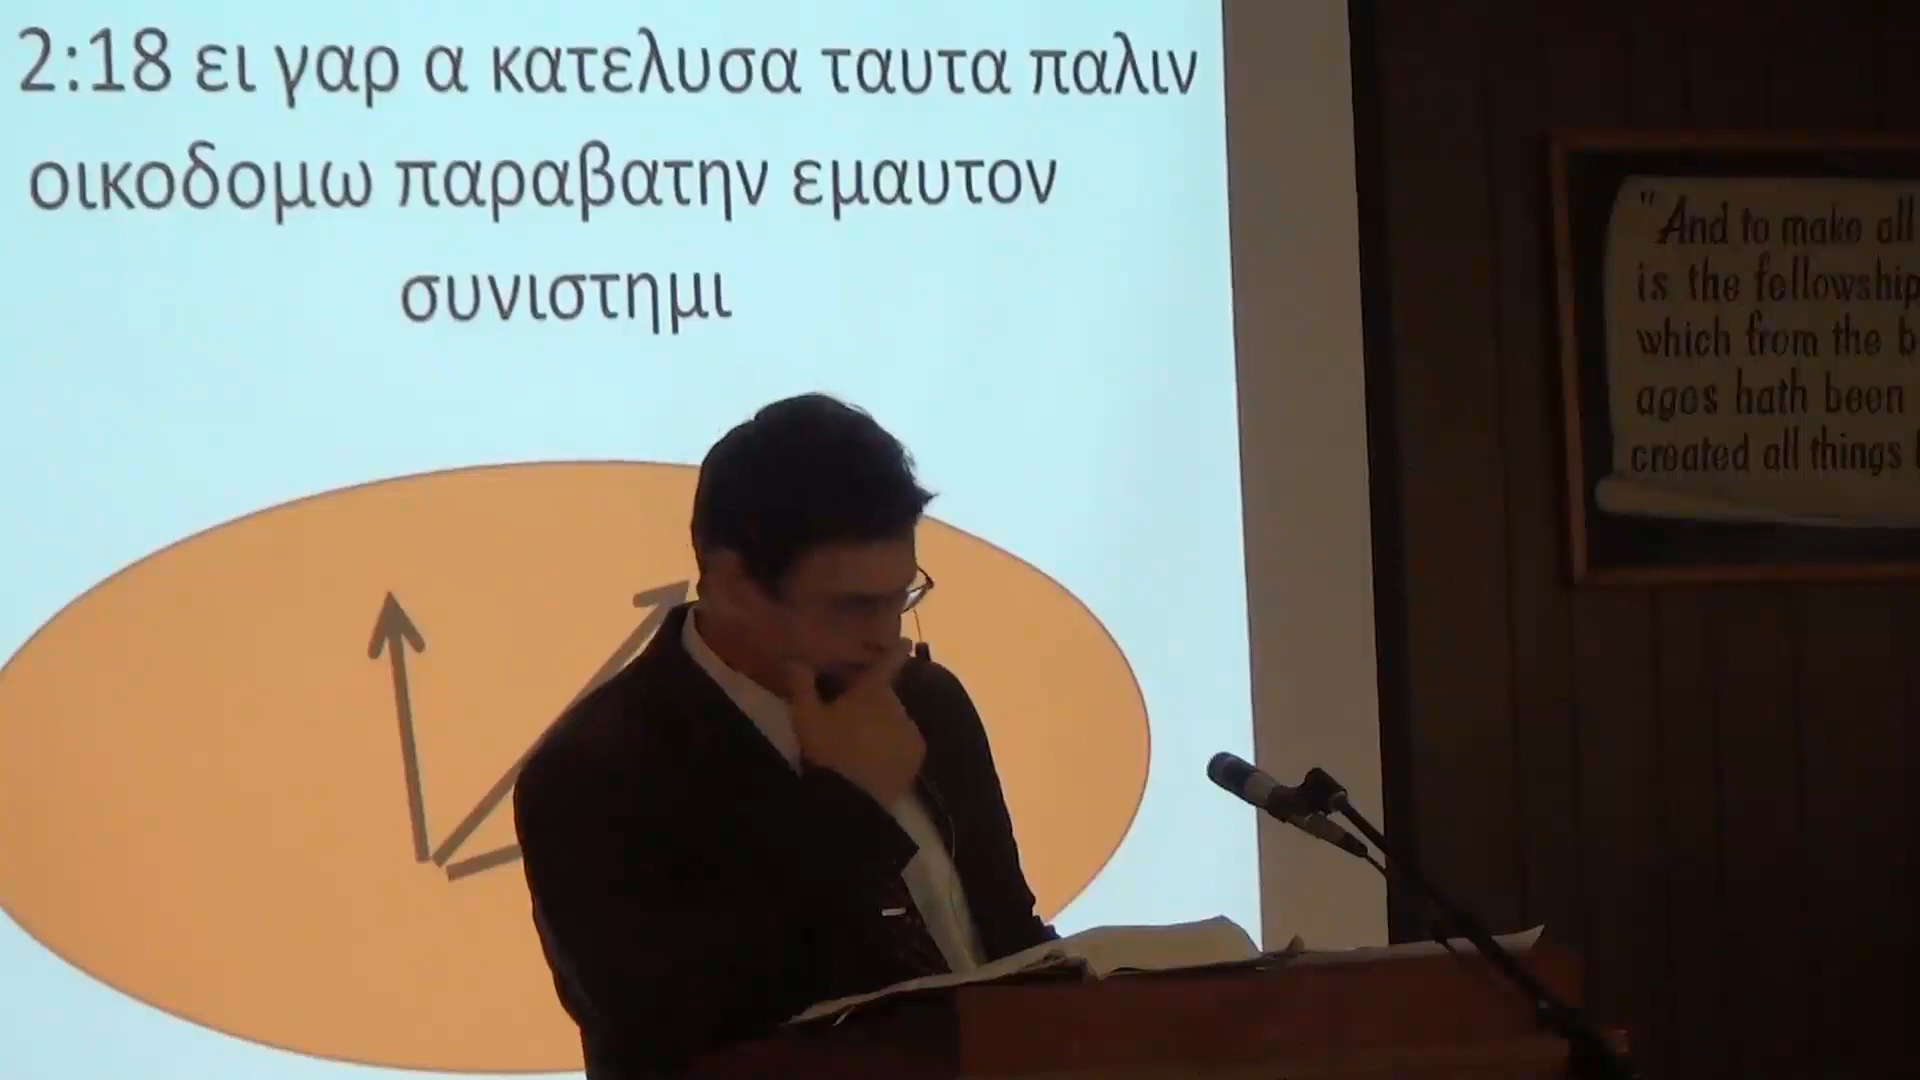 2:18 ει γαρ α κατελυσα ταυτα παλιν
οικοδομω παραβατην εμαυτον
συνιστημι
"And to make all
is the fellowship
which from the b
ages hath been
created all things